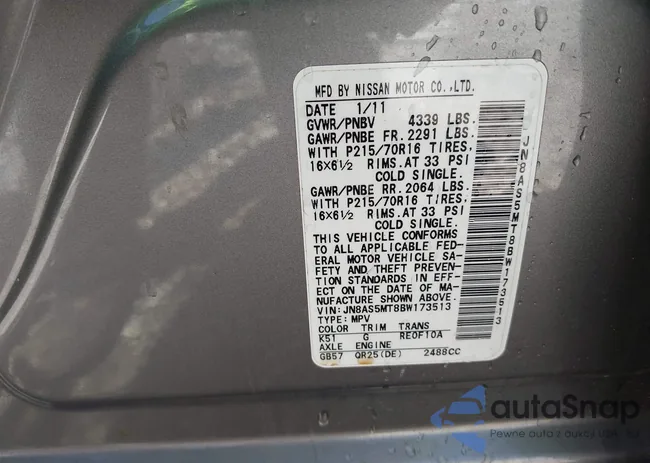 MFD BY NISSAN MOTOR CO.,LTD.
DATE 1/11
GVWR/PNBV 4339 LBS.
GAWR/PNBE FR. 2291 LBS.
WITH P215/70R16 TIRES,
16X6½ RIMS.AT 33 PSI
COLD SINGLE.
GAWR/PNBE RR. 2064 LBS.
WITH P215/70R16 TIRES,
16X6½ RIMS.AT 33 PSI
COLD SINGLE.
THIS VEHICLE CONFORMS
TO ALL APPLICABLE FED-
ERAL MOTOR VEHICLE SA-
FETY AND THEFT PREVEN-
TION STANDARDS IN EFF-
ECT ON THE DATE OF MA-
NUFACTURE SHOWN ABOVE.
VIN:JN8AS5MT8BW173513
TYPE:MPV
COLOR TRIM TRANS
K51 G RE0F10A
AXLE ENGINE
GB57 QR25(DE) 2488CC
JN8AS5MT8BW173513
autaSnap
Pewne auta z aukcji USA